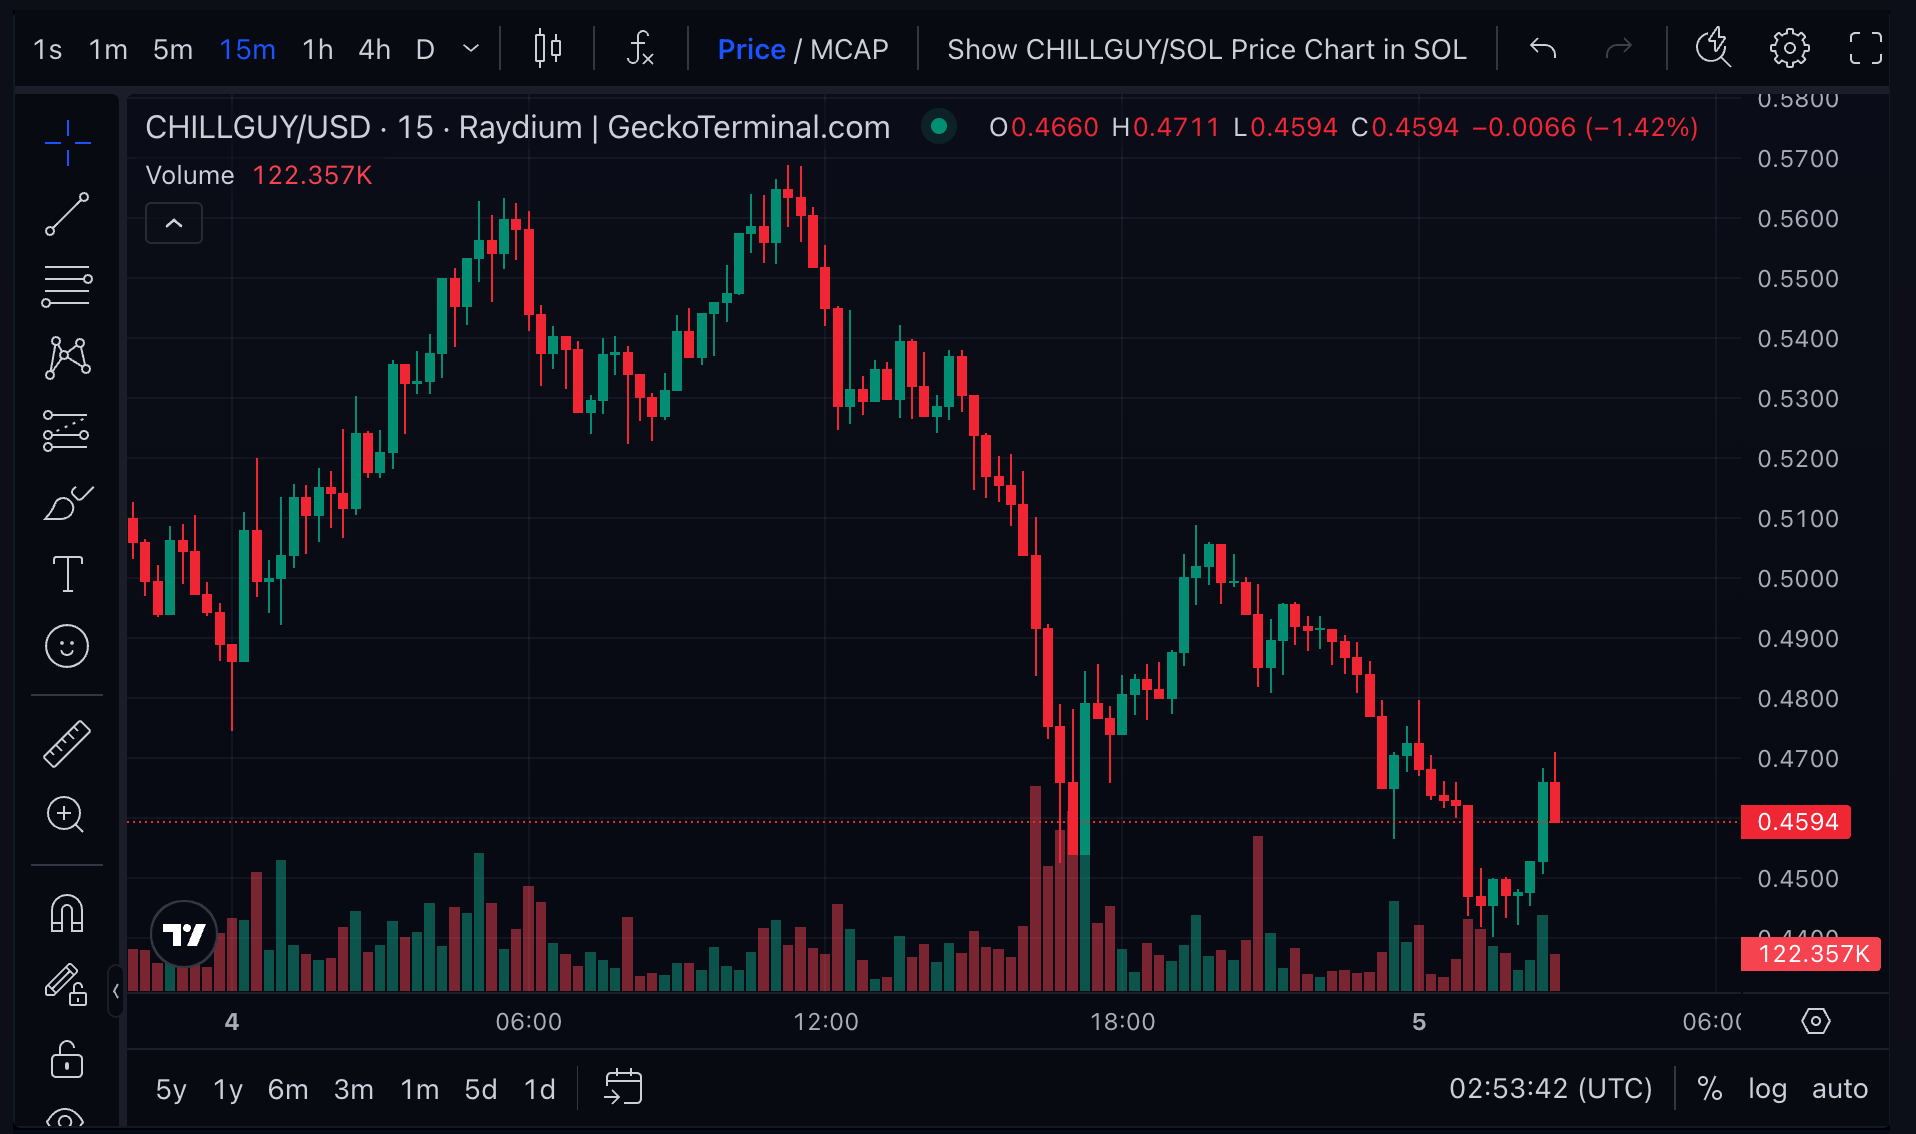 1s 1m 5m 15m 1h 4h D Price / MCAP Show CHILLGUY/SOL Price Chart in SOL
CHILLGUY/USD · 15 · Raydium | GeckoTerminal.com O0.4660 H0.4711 L0.4594 C0.4594 −0.0066 (−1.42%)
Volume 122.357K
0.5800
0.5700
0.5600
0.5500
0.5400
0.5300
0.5200
0.5100
0.5000
0.4900
0.4800
0.4700
0.4594
0.4500
0.4400
122.357K
4 06:00 12:00 18:00 5 06:00
5y 1y 6m 3m 1m 5d 1d 02:53:42 (UTC) % log auto